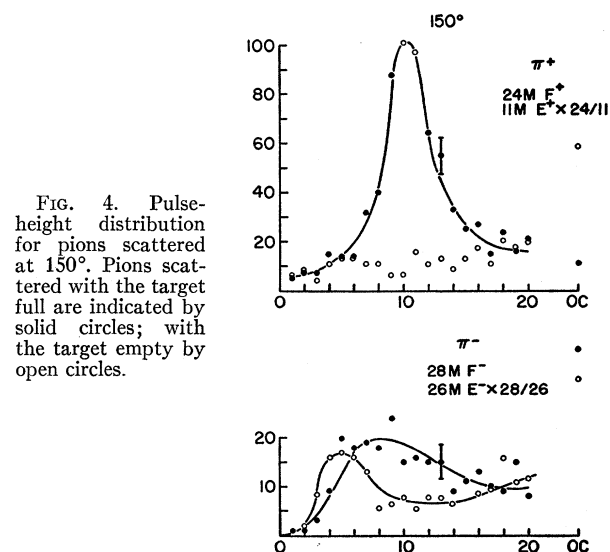 150°
100
80
60
40
20
π+
24M F+
11M E+ × 24/11
0
10
20
OC
FIG. 4. Pulse-
height distribution
for pions scattered
at 150°. Pions scat-
tered with the target
full are indicated by
solid circles; with
the target empty by
open circles.
π-
28M F-
26M E- × 28/26
20
10
0
10
20
OC